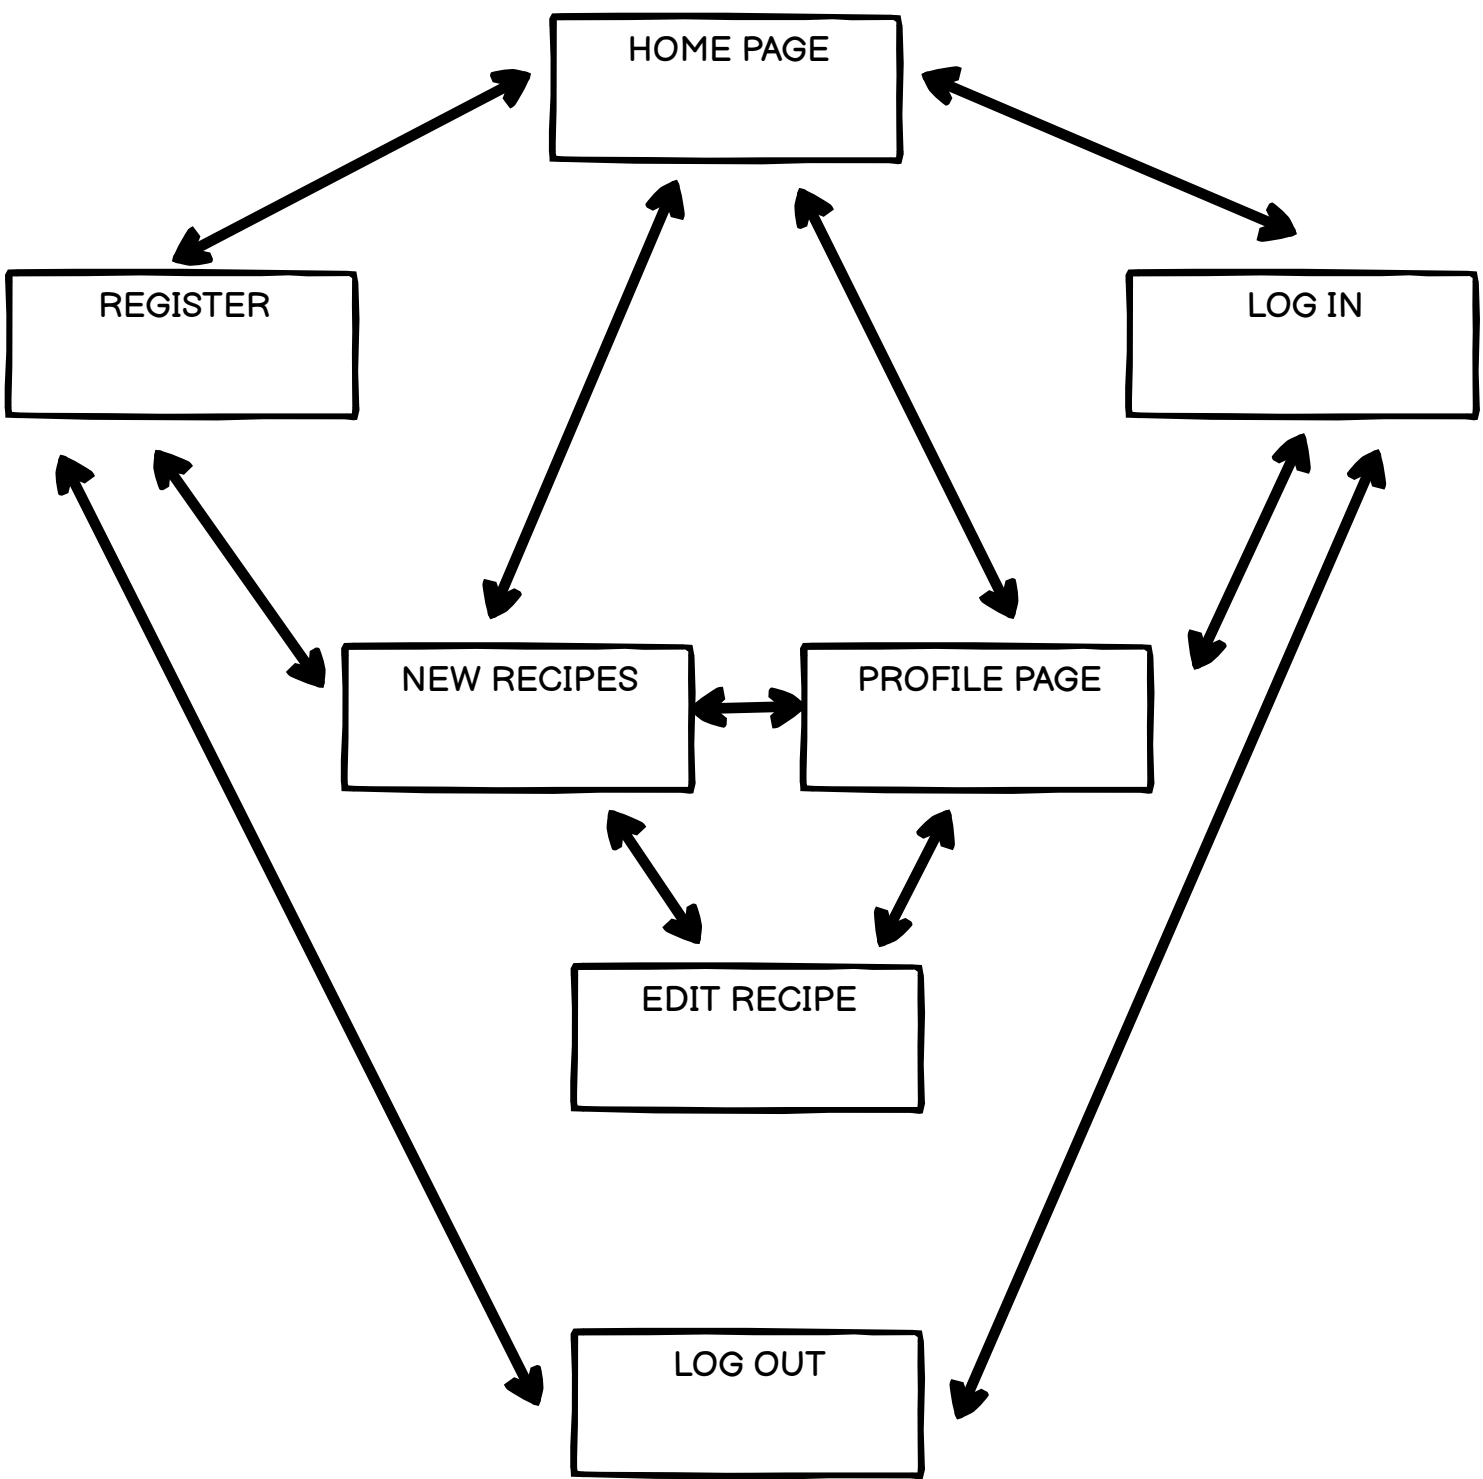 HOME PAGE
REGISTER
LOG IN
NEW RECIPES
PROFILE PAGE
EDIT RECIPE
LOG OUT